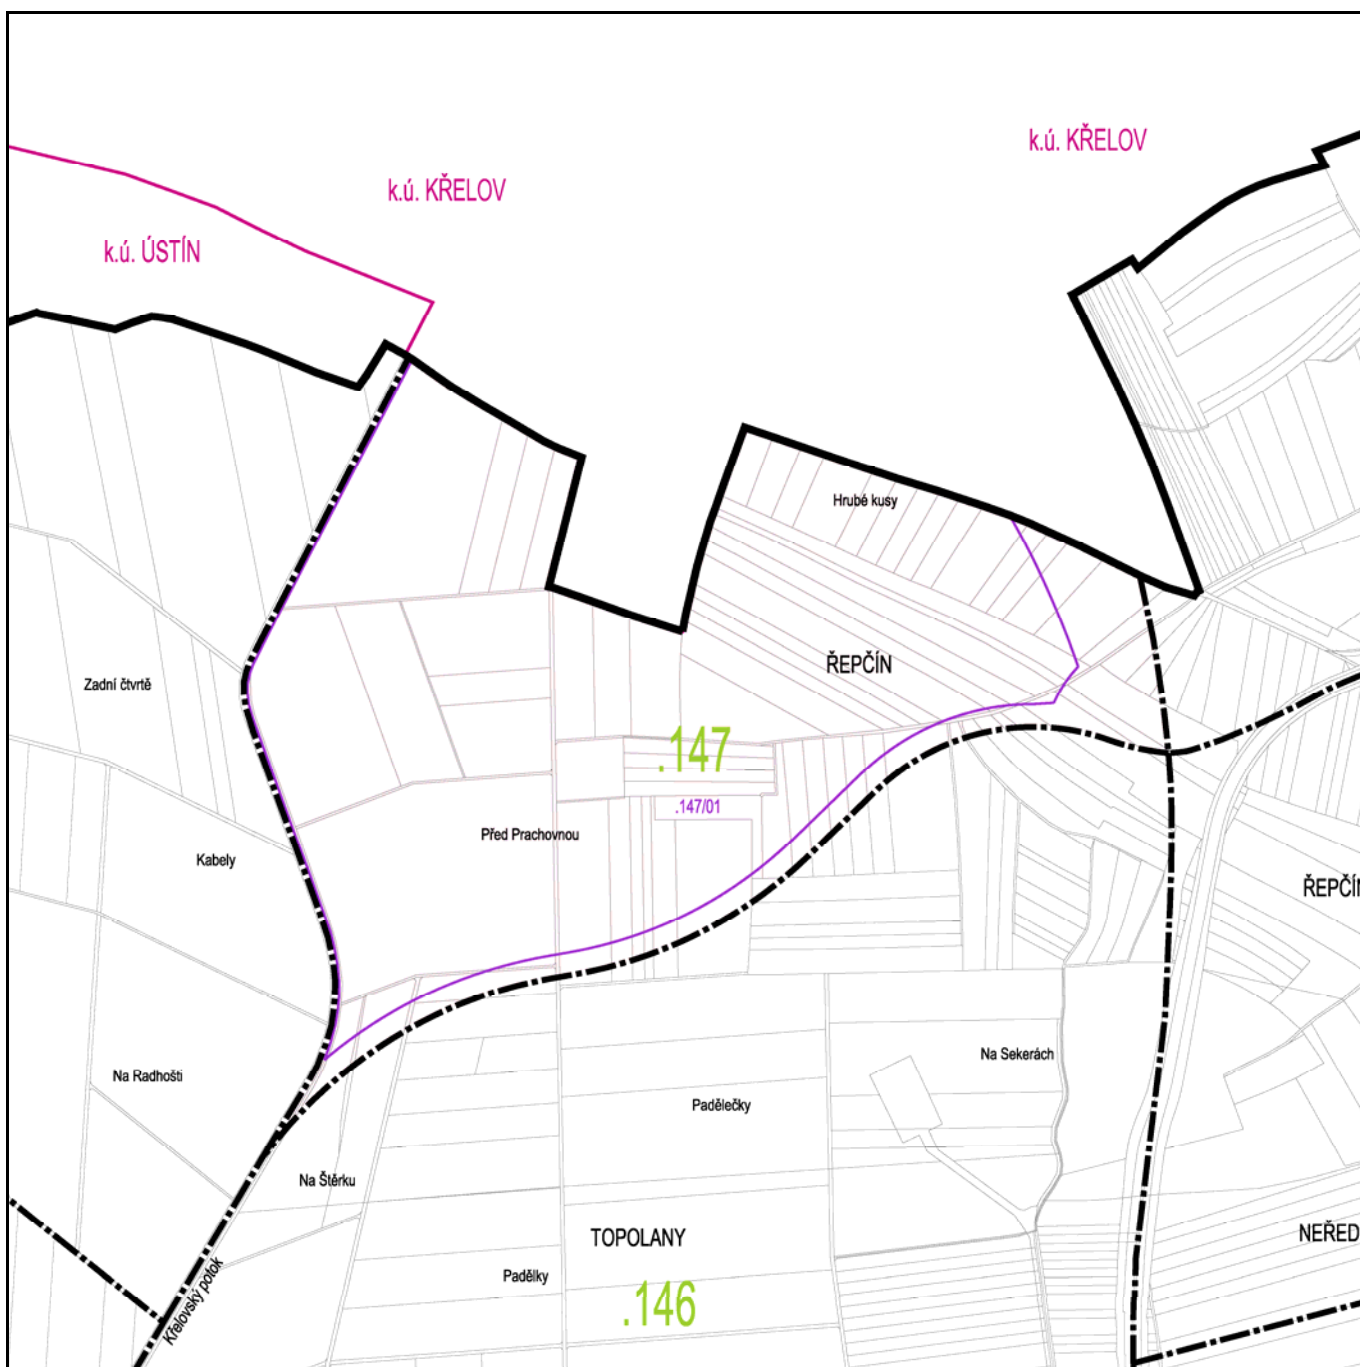 k.ú. KŘELOV
k.ú. KŘELOV
k.ú. ÚSTÍN
Hrubé kusy
ŘEPČÍN
Zadní čtvrtě
.147
.147/01
Před Prachovnou
Kabely
ŘEPČÍN
Na Sekerách
Na Radhošti
Padělečky
Na Štěrku
TOPOLANY
NEŘED
Padělky
Křelovský potok
.146